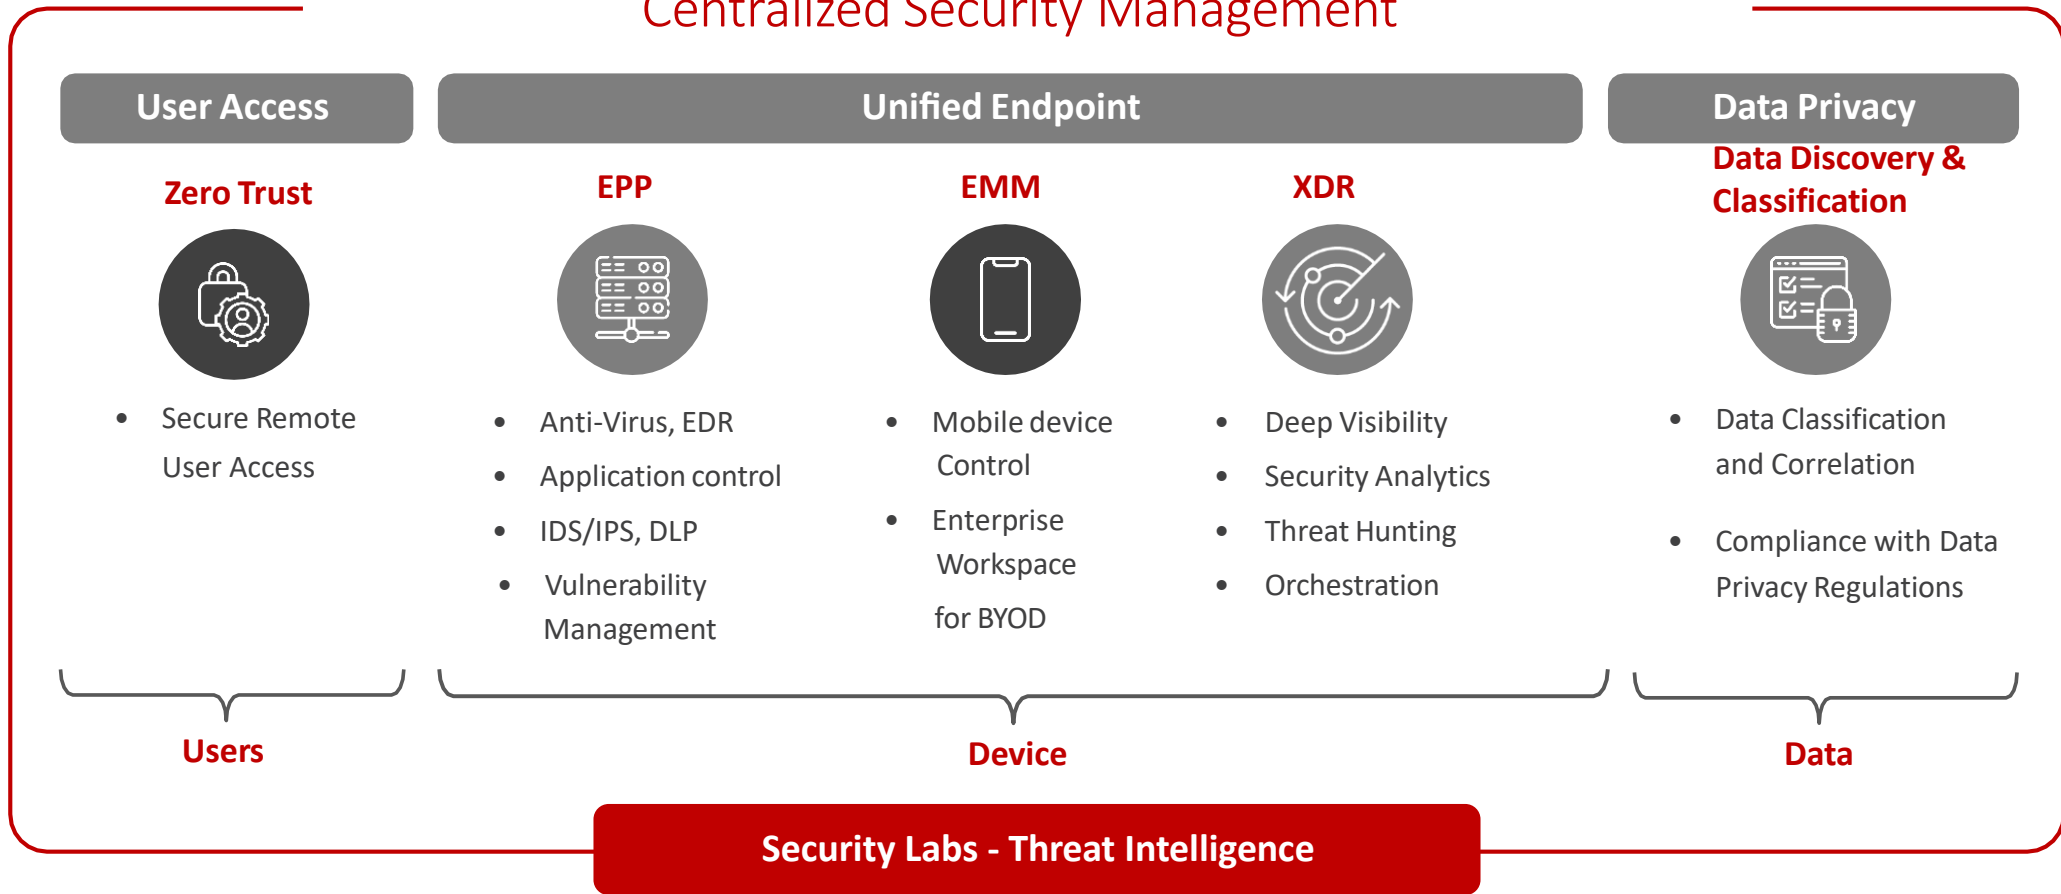 Centralized Security Management
User Access
Unified Endpoint
Data Privacy
Zero Trust
EPP
EMM
XDR
Data Discovery &
Classification
• Secure Remote
User Access
• Anti-Virus, EDR
• Application control
• IDS/IPS, DLP
• Vulnerability
Management
• Mobile device
Control
• Enterprise
Workspace
for BYOD
• Deep Visibility
• Security Analytics
• Threat Hunting
• Orchestration
• Data Classification
and Correlation
• Compliance with Data
Privacy Regulations
Users
Device
Data
Security Labs - Threat Intelligence